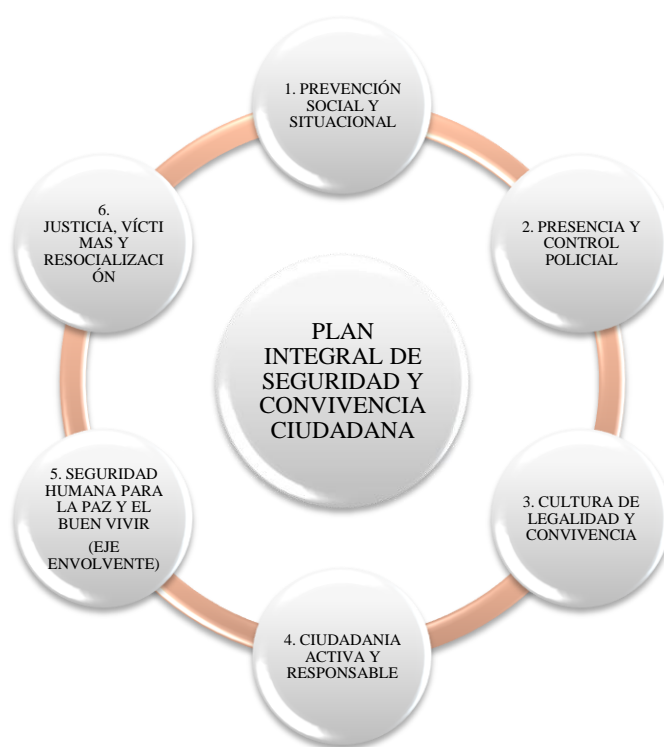 1. PREVENCIÓN
SOCIAL Y
SITUACIONAL
2. PRESENCIA Y
CONTROL
POLICIAL
3. CULTURA DE
LEGALIDAD Y
CONVIVENCIA
4. CIUDADANIA
ACTIVA Y
RESPONSABLE
5. SEGURIDAD
HUMANA PARA
LA PAZ Y EL
BUEN VIVIR
(EJE
ENVOLVENTE)
6.
JUSTICIA, VÍCTI
MAS Y
RESOCIALIZACI
ÓN
PLAN
INTEGRAL DE
SEGURIDAD Y
CONVIVENCIA
CIUDADANA